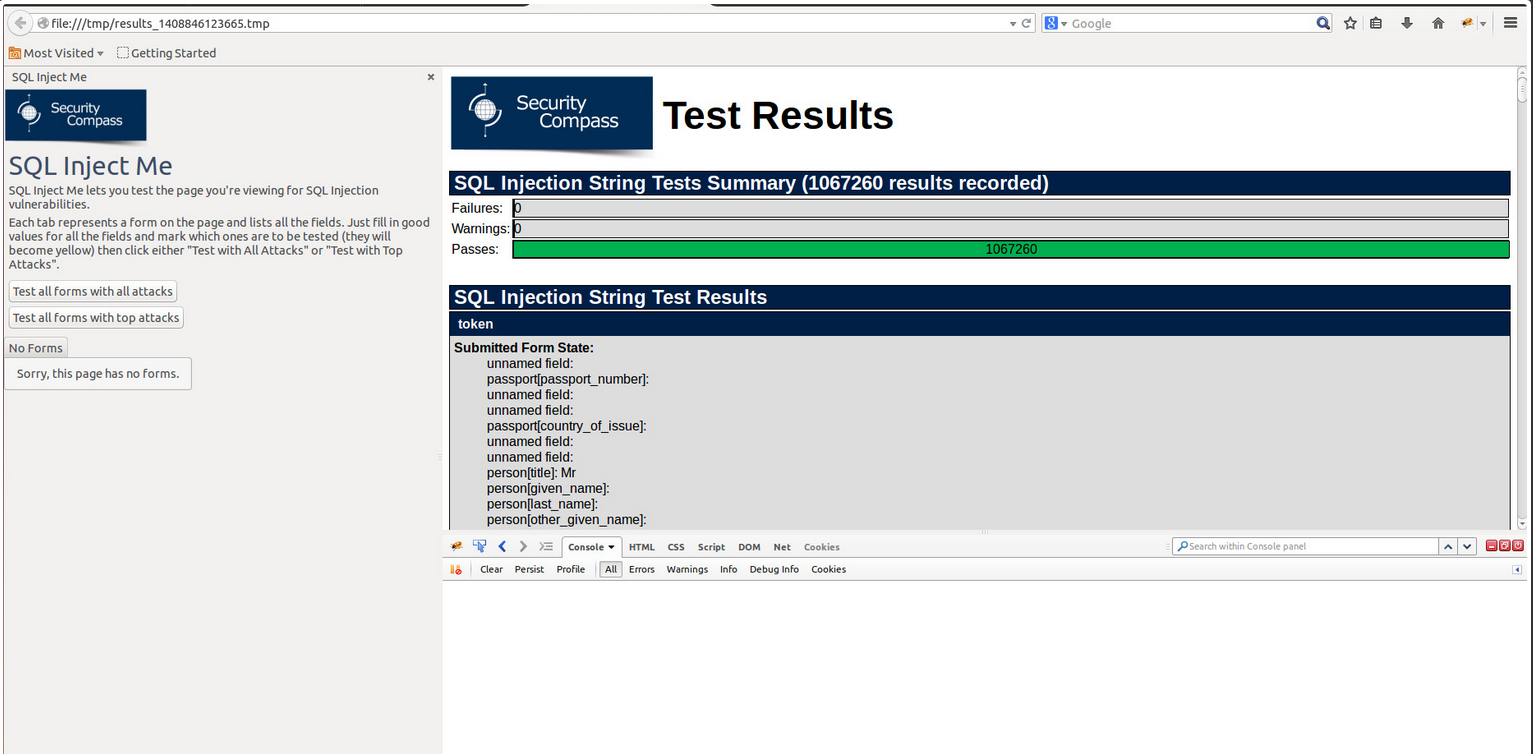 file:///tmp/results_1408846123665.tmp
Google
Most Visited
Getting Started
SQL Inject Me
Security
Compass
SQL Inject Me
SQL Inject Me lets you test the page you're viewing for SQL Injection
vulnerabilities.
Each tab represents a form on the page and lists all the fields. Just fill in good
values for all the fields and mark which ones are to be tested (they will
become yellow) then click either "Test with All Attacks" or "Test with Top
Attacks".
Test all forms with all attacks
Test all forms with top attacks
No Forms
Sorry, this page has no forms.
Security
Compass
Test Results
SQL Injection String Tests Summary (1067260 results recorded)
Failures: 0
Warnings: 0
Passes: 1067260
SQL Injection String Test Results
token
Submitted Form State:
unnamed field:
passport[passport_number]:
unnamed field:
unnamed field:
passport[country_of_issue]:
unnamed field:
unnamed field:
person[title]: Mr
person[given_name]:
person[last_name]:
person[other_given_name]:
Console HTML CSS Script DOM Net Cookies
Search within Console panel
Clear Persist Profile All Errors Warnings Info Debug Info Cookies